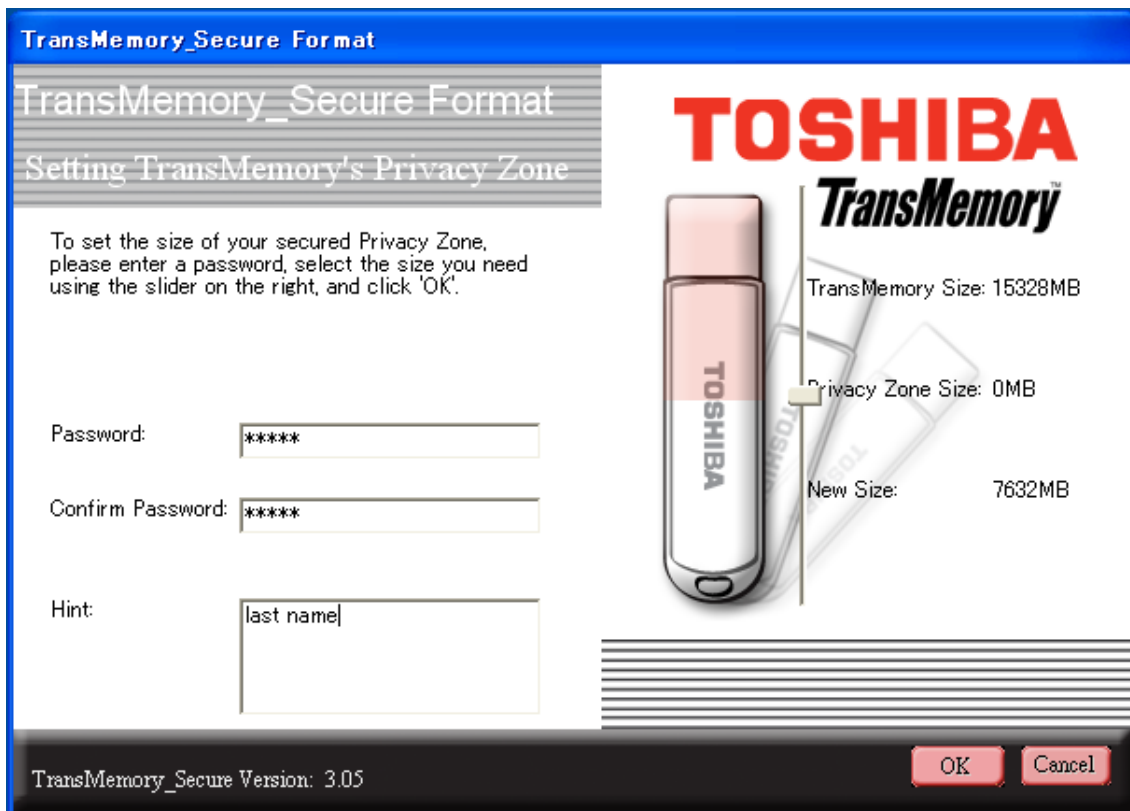 TransMemory_Secure Format
TransMemory_Secure Format
Setting TransMemory's Privacy Zone
To set the size of your secured Privacy Zone,
please enter a password, select the size you need
using the slider on the right, and click 'OK'.
Password: *****
Confirm Password: *****
Hint: last name
TOSHIBA
TransMemory™
TransMemory Size: 15328MB
Privacy Zone Size: 0MB
New Size: 7632MB
TOSHIBA
TOSHIBA
TOSHIBA
TransMemory_Secure Version: 3.05
OK
Cancel